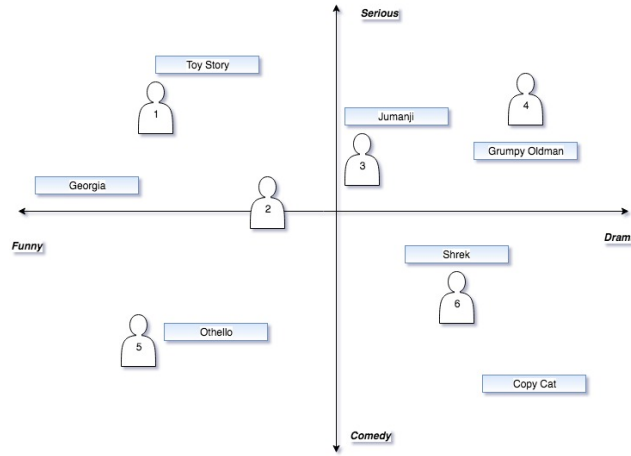 Serious
Toy Story
4
1
Jumanji
Grumpy Oldman
3
Georgia
2
Funny
Dram
Shrek
6
Othello
5
Copy Cat
Comedy